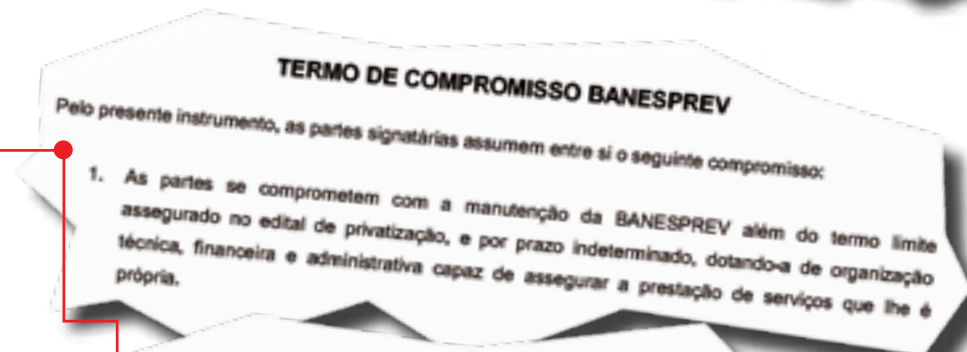 TERMO DE COMPROMISSO BANESPREV
Pelo presente instrumento, as partes signatárias assumem entre si o seguinte compromisso:
1. As partes se comprometem com a manutenção da BANESPREV além do termo limite
assegurado no edital de privatização, e por prazo indeterminado, dotando-a de organização
técnica, financeira e administrativa capaz de assegurar a prestação de serviços que lhe é
própria.